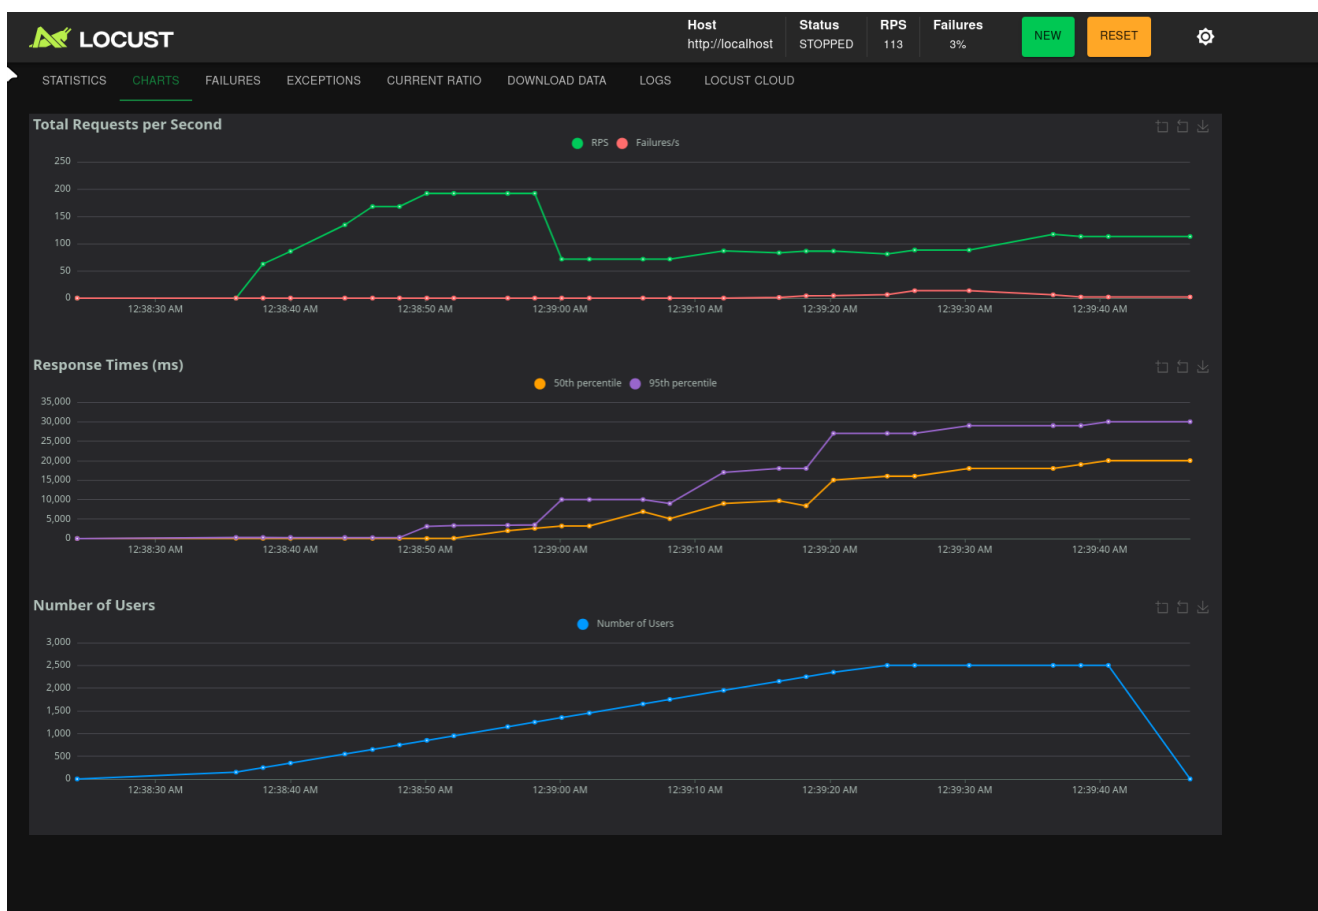 LOCUST
Host
http://localhost
Status
STOPPED
RPS
113
Failures
3%
NEW
RESET
STATISTICS CHARTS FAILURES EXCEPTIONS CURRENT RATIO DOWNLOAD DATA LOGS LOCUST CLOUD
Total Requests per Second
RPS Failures/s
250
200
150
100
50
0
12:38:30 AM 12:38:40 AM 12:38:50 AM 12:39:00 AM 12:39:10 AM 12:39:20 AM 12:39:30 AM 12:39:40 AM
Response Times (ms)
50th percentile 95th percentile
35,000
30,000
25,000
20,000
15,000
10,000
5,000
0
12:38:30 AM 12:38:40 AM 12:38:50 AM 12:39:00 AM 12:39:10 AM 12:39:20 AM 12:39:30 AM 12:39:40 AM
Number of Users
Number of Users
3,000
2,500
2,000
1,500
1,000
500
0
12:38:30 AM 12:38:40 AM 12:38:50 AM 12:39:00 AM 12:39:10 AM 12:39:20 AM 12:39:30 AM 12:39:40 AM